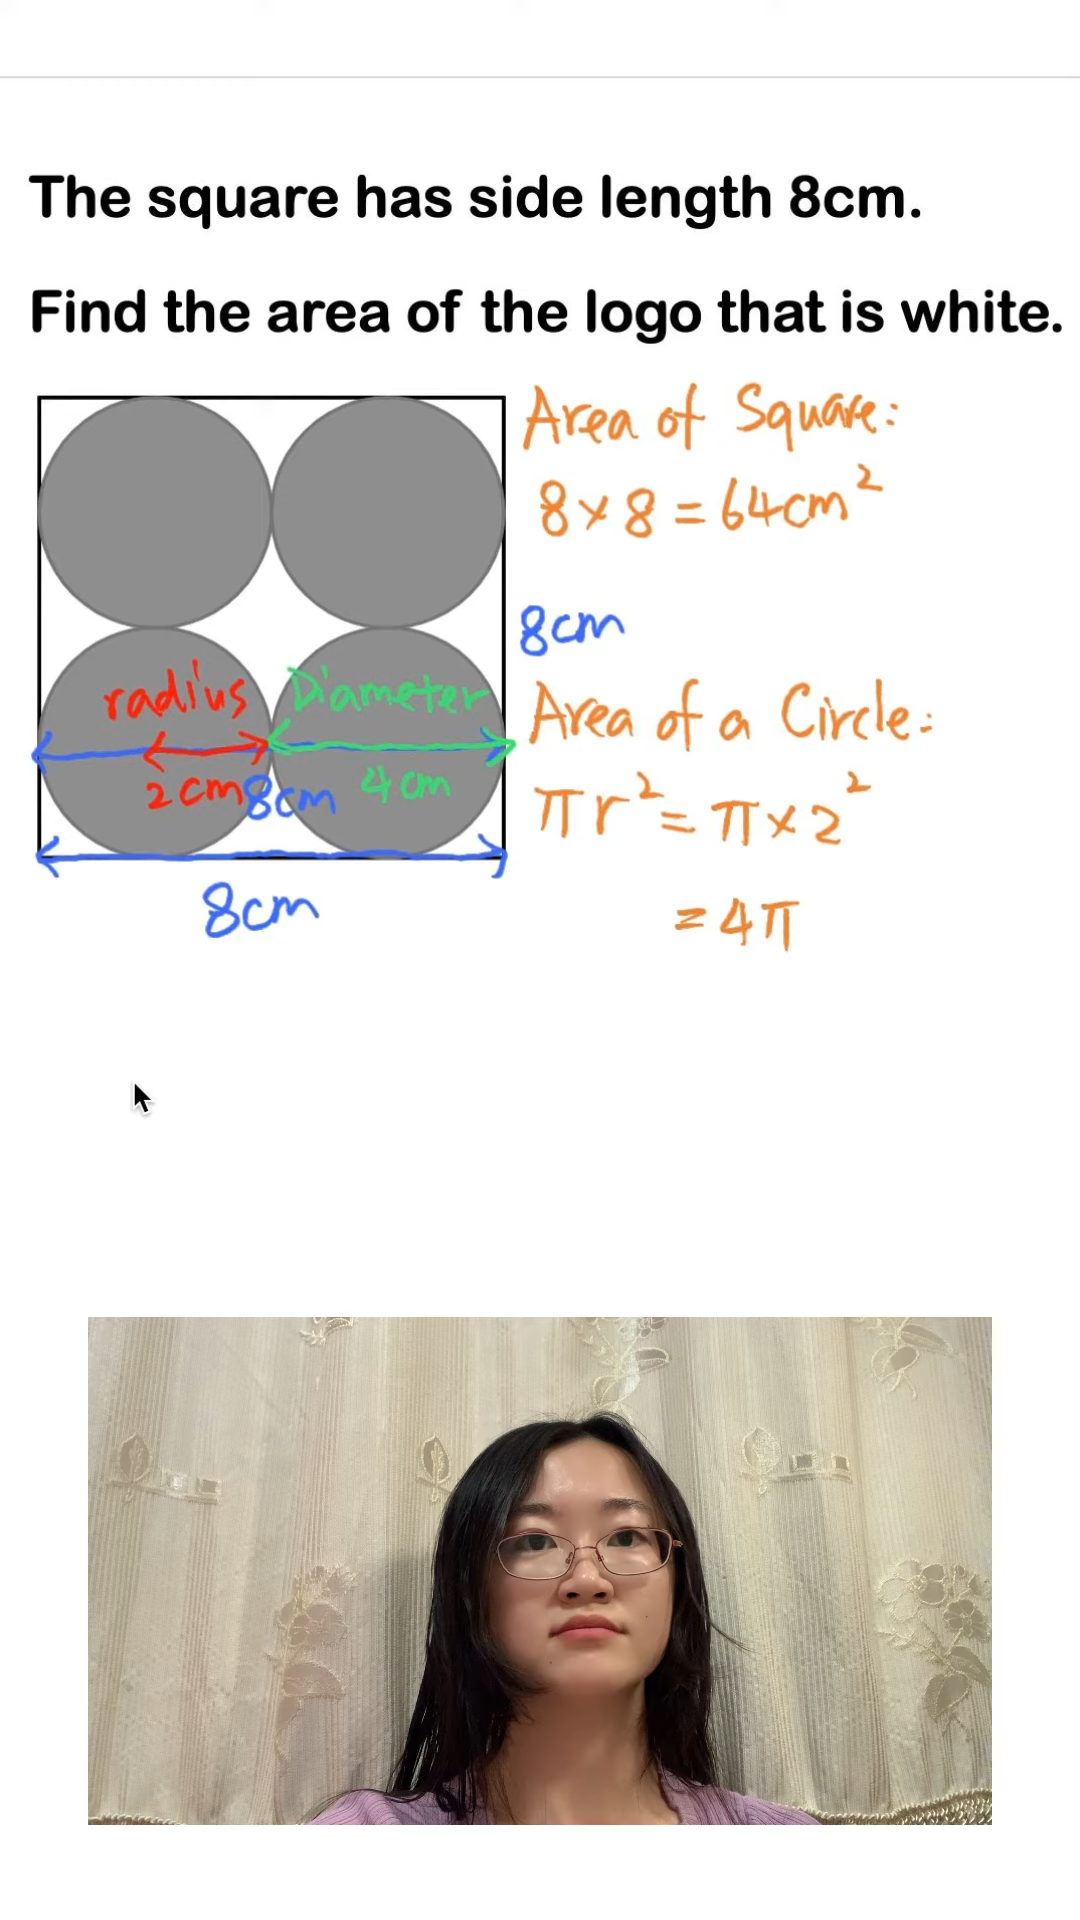 The square has side length 8cm.
Find the area of the logo that is white.
Area of Square:
8 × 8 = 64cm²
8cm
radius
Diameter
2cm
8cm
4cm
8cm
Area of a Circle:
πr² = π × 2²
= 4π